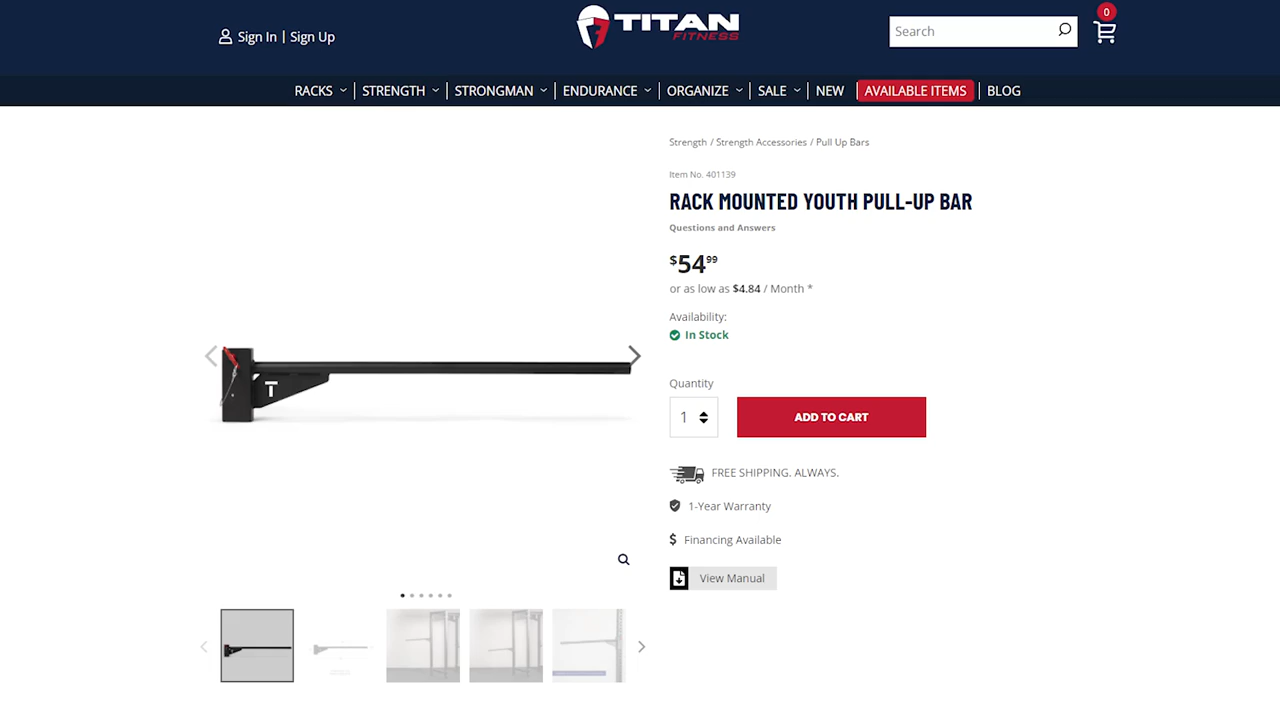 Sign In | Sign Up
TITAN
FITNESS
Search
0
RACKS
STRENGTH
STRONGMAN
ENDURANCE
ORGANIZE
SALE
NEW
AVAILABLE ITEMS
BLOG
Strength / Strength Accessories / Pull Up Bars
Item No. 401139
RACK MOUNTED YOUTH PULL-UP BAR
Questions and Answers
$54 99
or as low as $4.84 / Month *
Availability:
In Stock
Quantity
1
ADD TO CART
FREE SHIPPING. ALWAYS.
1-Year Warranty
Financing Available
View Manual
T